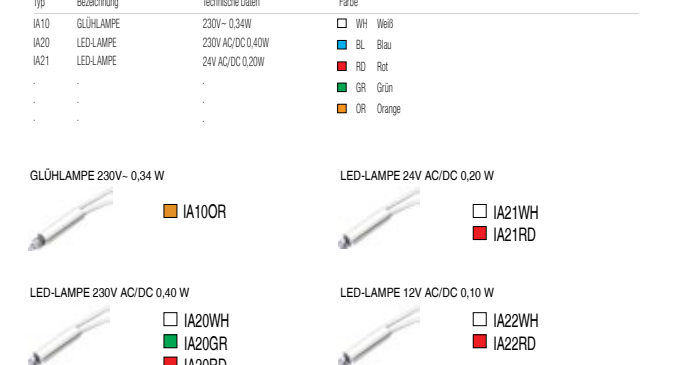 Typ Bezeichnung Technische Daten Farbe
IA10 GLÜHLAMPE 230V~ 0,34W WH Weiß
IA20 LED-LAMPE 230V AC/DC 0,40W BL Blau
IA21 LED-LAMPE 24V AC/DC 0,20W RD Rot
. . . GR Grün
. . . OR Orange
. . .
GLÜHLAMPE 230V~ 0,34 W
IA10OR
LED-LAMPE 24V AC/DC 0,20 W
IA21WH
IA21RD
LED-LAMPE 230V AC/DC 0,40 W
IA20WH
IA20GR
IA20RD
LED-LAMPE 12V AC/DC 0,10 W
IA22WH
IA22RD